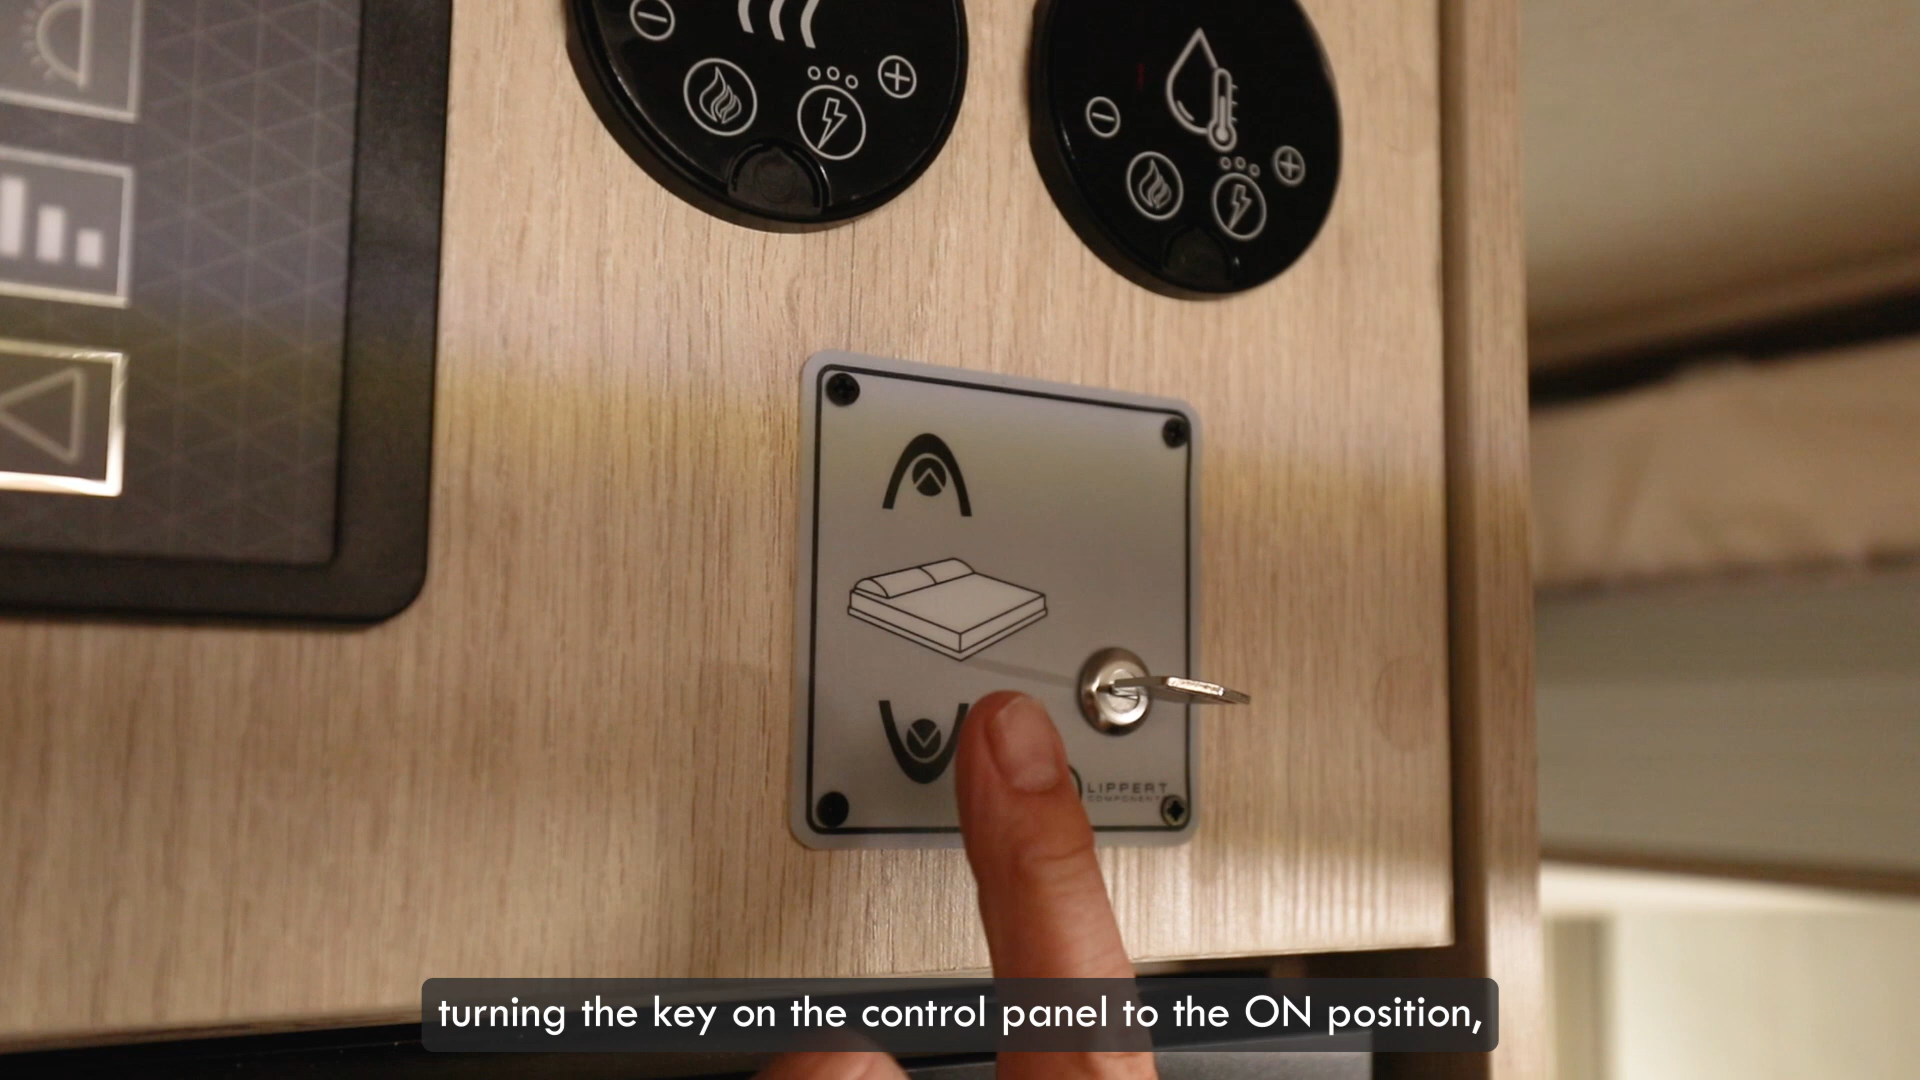 LIPPERT
COMPONENTS
turning the key on the control panel to the ON position,